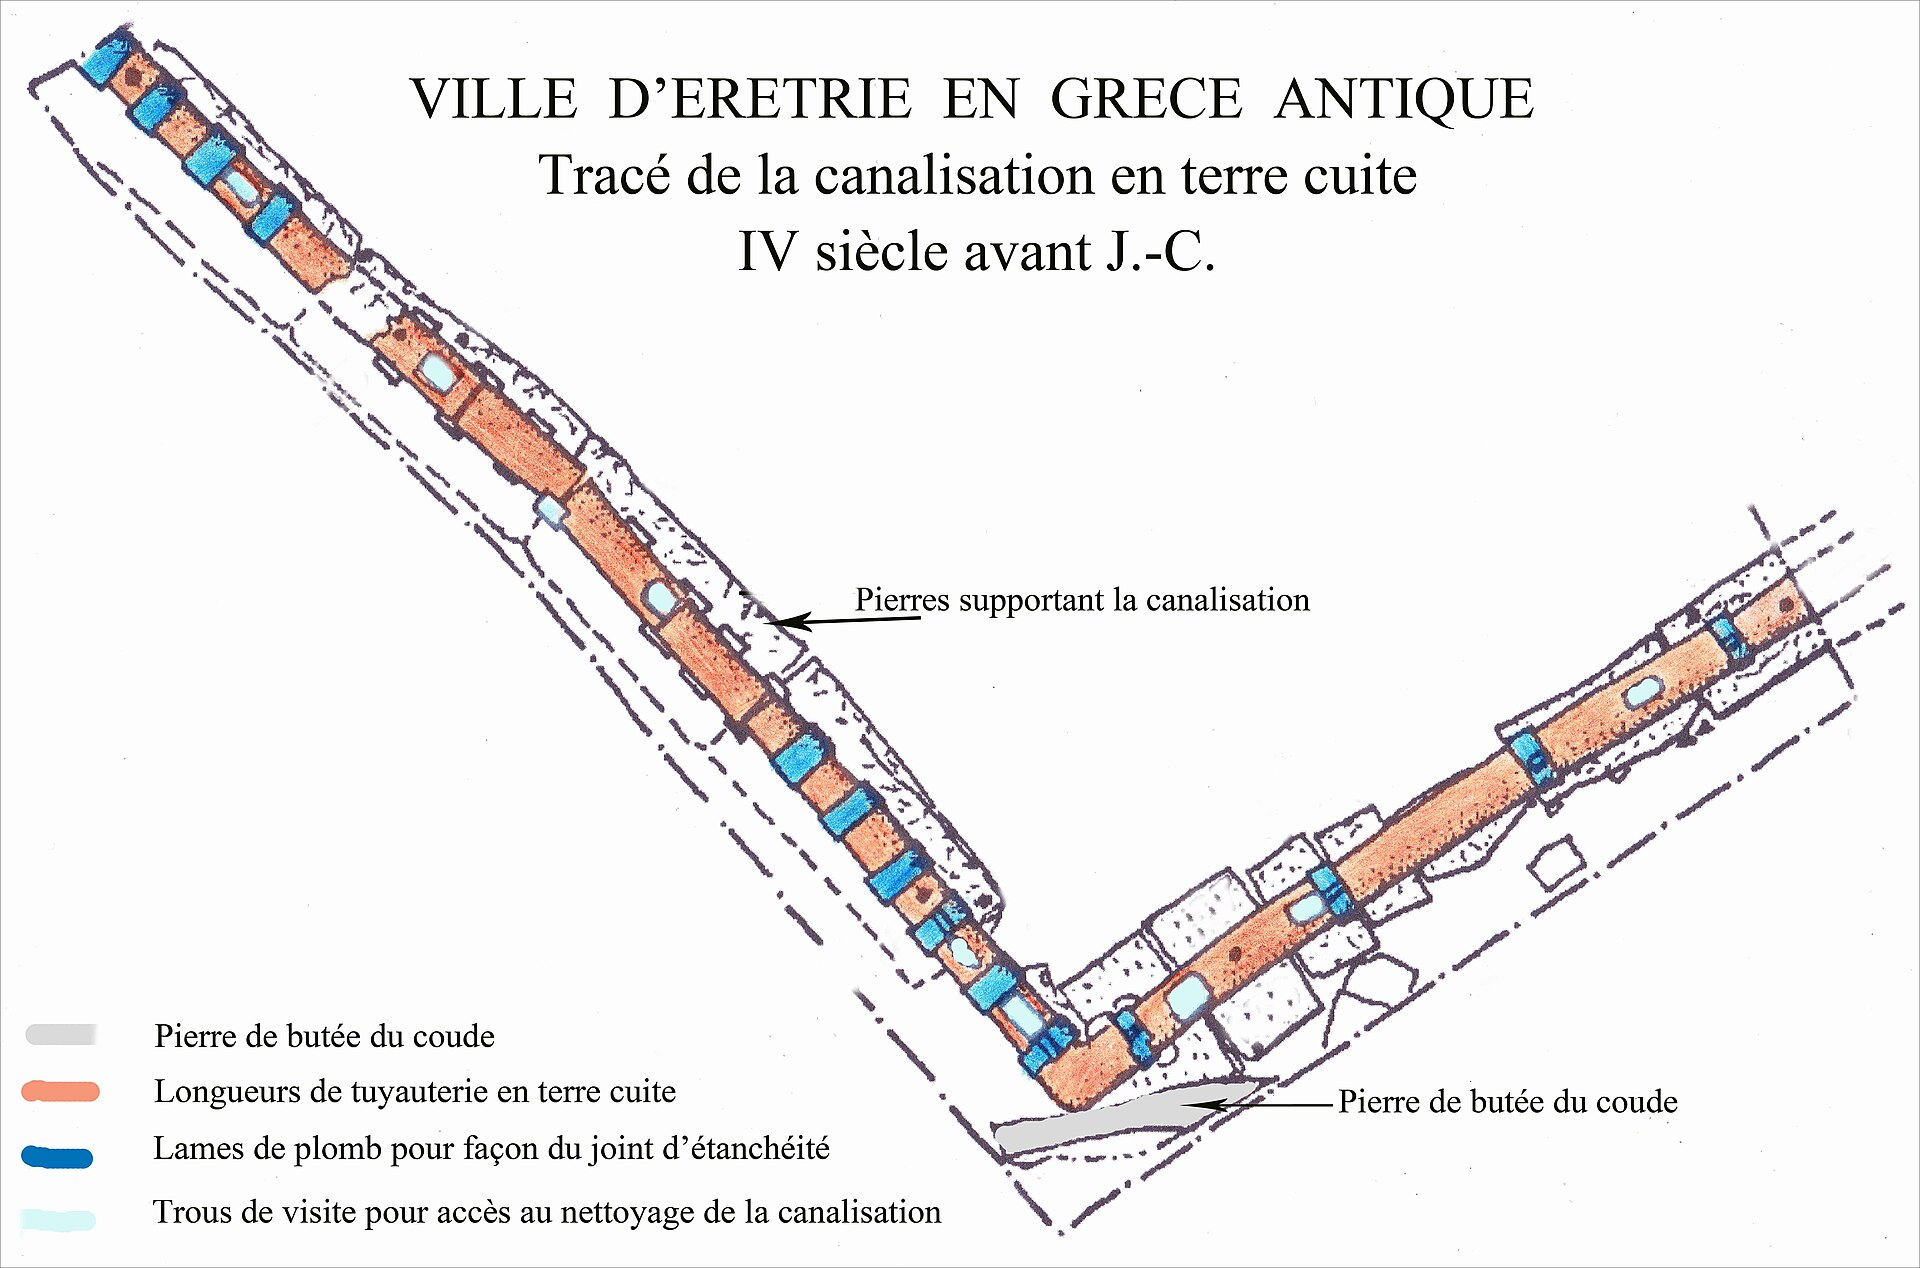 VILLE D’ERETRIE EN GRECE ANTIQUE
Tracé de la canalisation en terre cuite
IV siècle avant J.-C.
Pierres supportant la canalisation
Pierre de butée du coude
Longueurs de tuyauterie en terre cuite
Lames de plomb pour façon du joint d’étanchéité
Trous de visite pour accès au nettoyage de la canalisation
Pierre de butée du coude